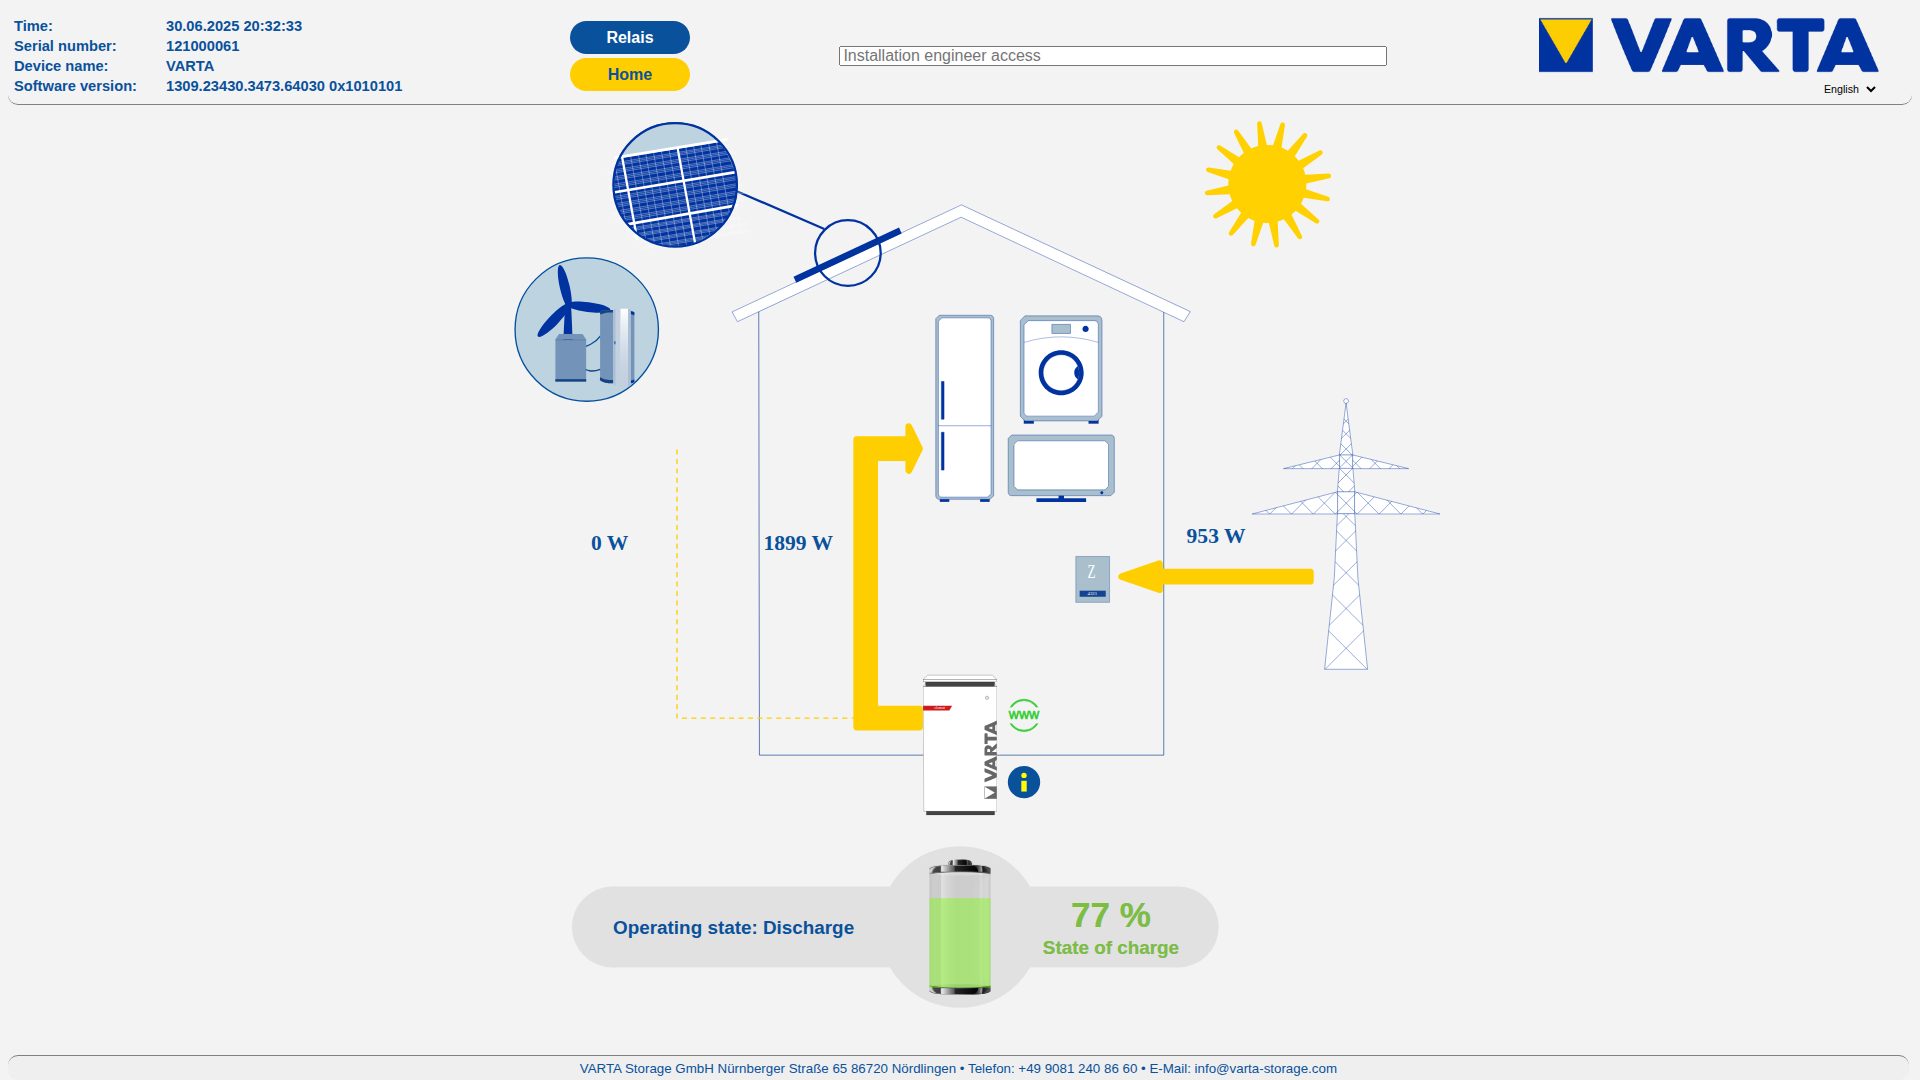 Time: 30.06.2025 20:32:33
Serial number: 121000061
Device name: VARTA
Software version: 1309.23430.3473.64030 0x1010101
Relais
Home
Installation engineer access
VARTA
English
0 W
1899 W
953 W
Z
www
VARTA
i
Operating state: Discharge
77 %
State of charge
VARTA Storage GmbH Nürnberger Straße 65 86720 Nördlingen • Telefon: +49 9081 240 86 60 • E-Mail: info@varta-storage.com